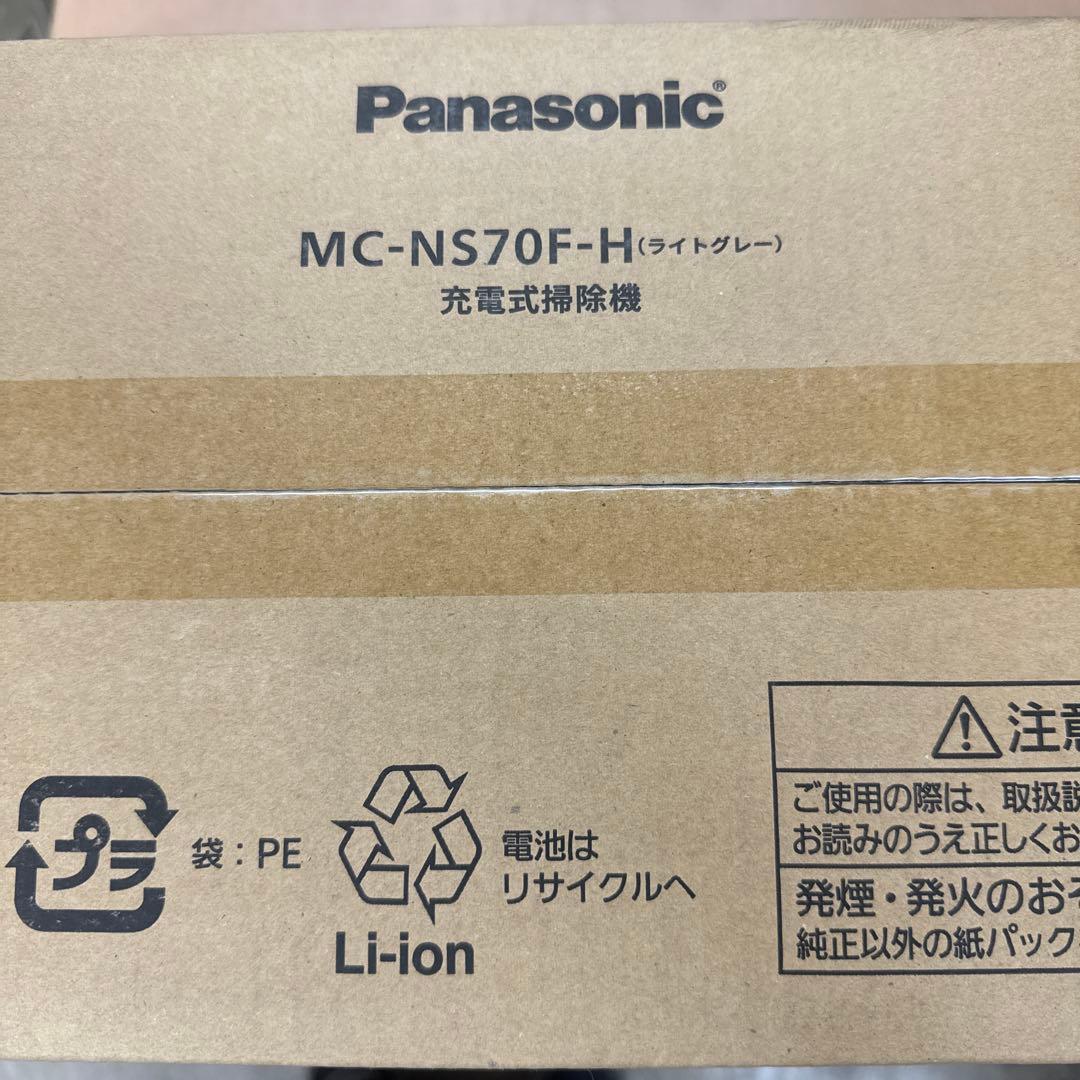 Panasonic®
MC-NS70F-H(ライトグレー)
充電式掃除機
プラ
袋:PE
電池は
リサイクルへ
Li-ion
⚠注意
ご使用の際は、取扱説
お読みのうえ正しくお
発煙・発火のおそ
純正以外の紙パック